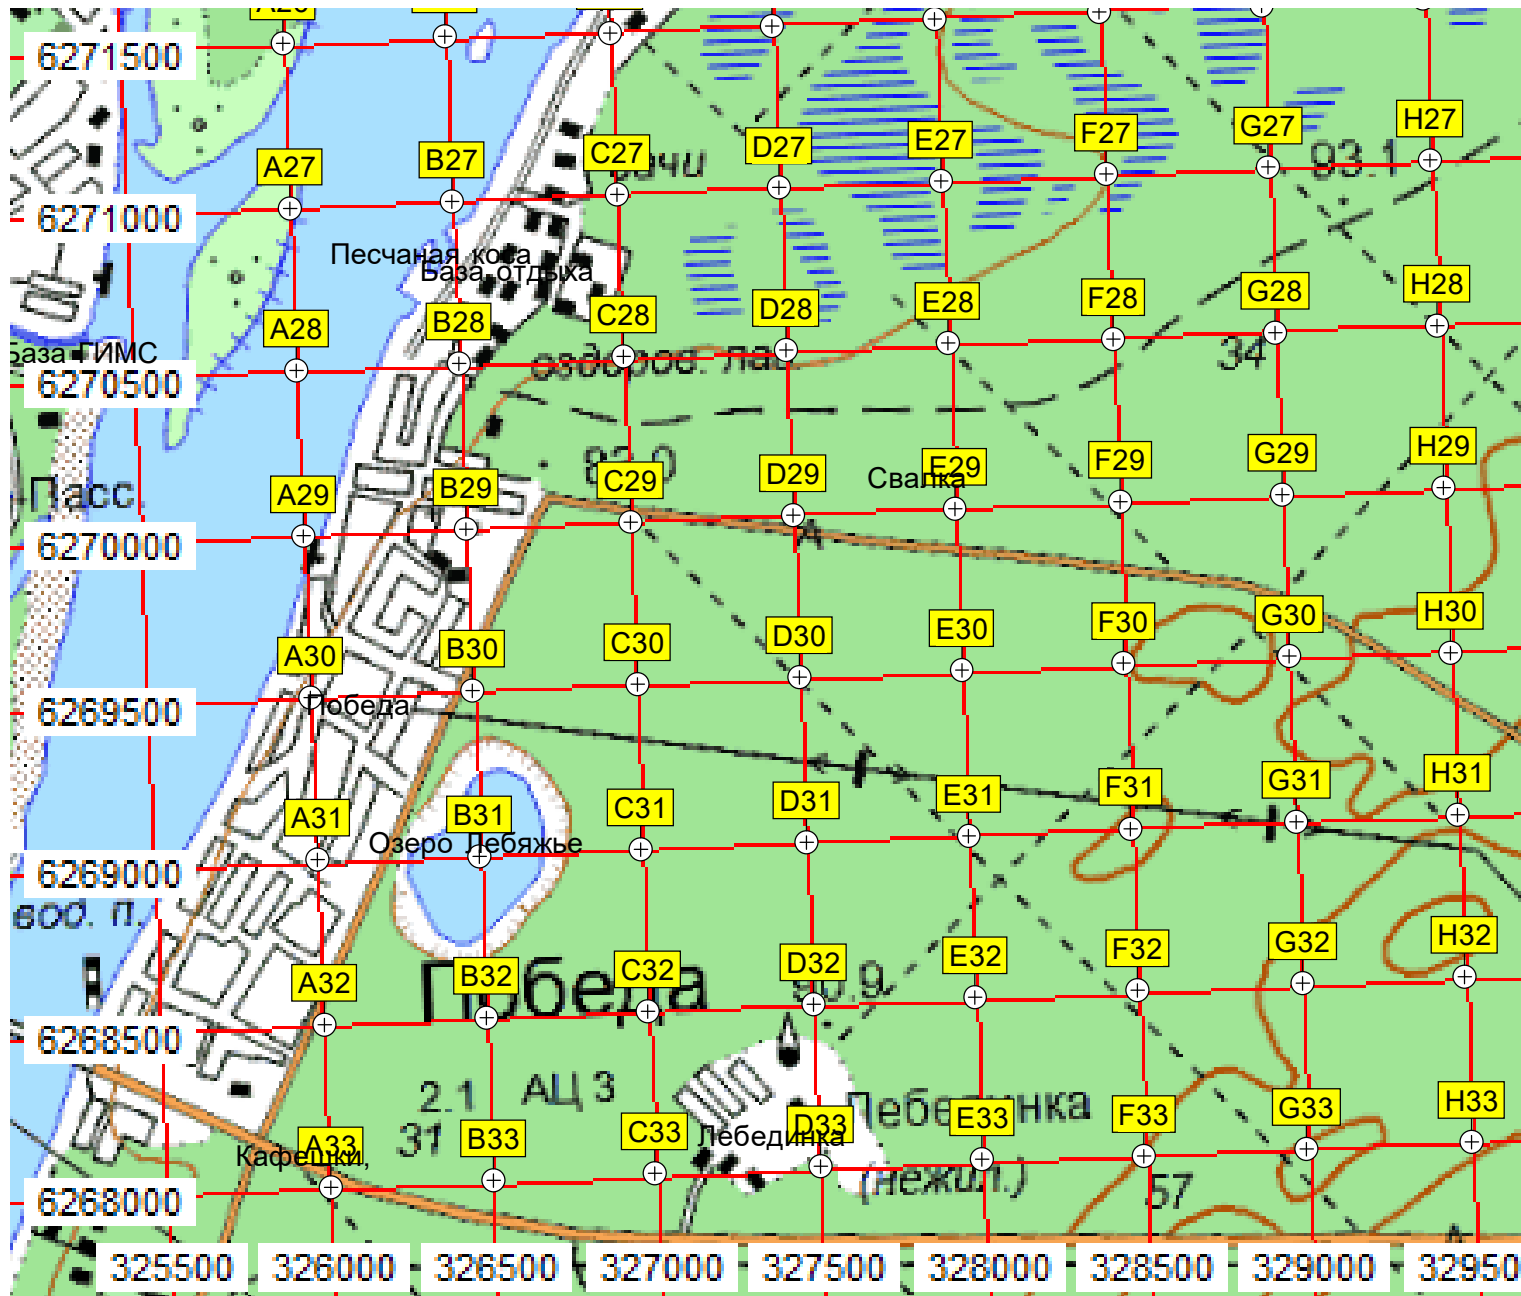 6271500
A27 B27 C27 D27 E27 F27 G27 H27
93.1
6271000
Песчаная коса
База отдыха
A28 B28 C28 D28 E28 F28 G28 H28
База ГИМС
оздоров. лаг.
34
6270500
A29 B29 C29 D29 E29 F29 G29 H29
Свалка
Пасс.
А
6270000
A30 B30 C30 D30 E30 F30 G30 H30
Победа
6269500
A31 B31 C31 D31 E31 F31 G31 H31
Озеро Лебяжье
6269000
вод. п.
A32 B32 C32 D32 E32 F32 G32 H32
Победа
6268500
2.1 АЦ 3
31
Лебединка
A33 B33 C33 D33 E33 F33 G33 H33
Лебединка
Кафешки,
(нежил.)
57
6268000
325500 326000 326500 327000 327500 328000 328500 329000 329500